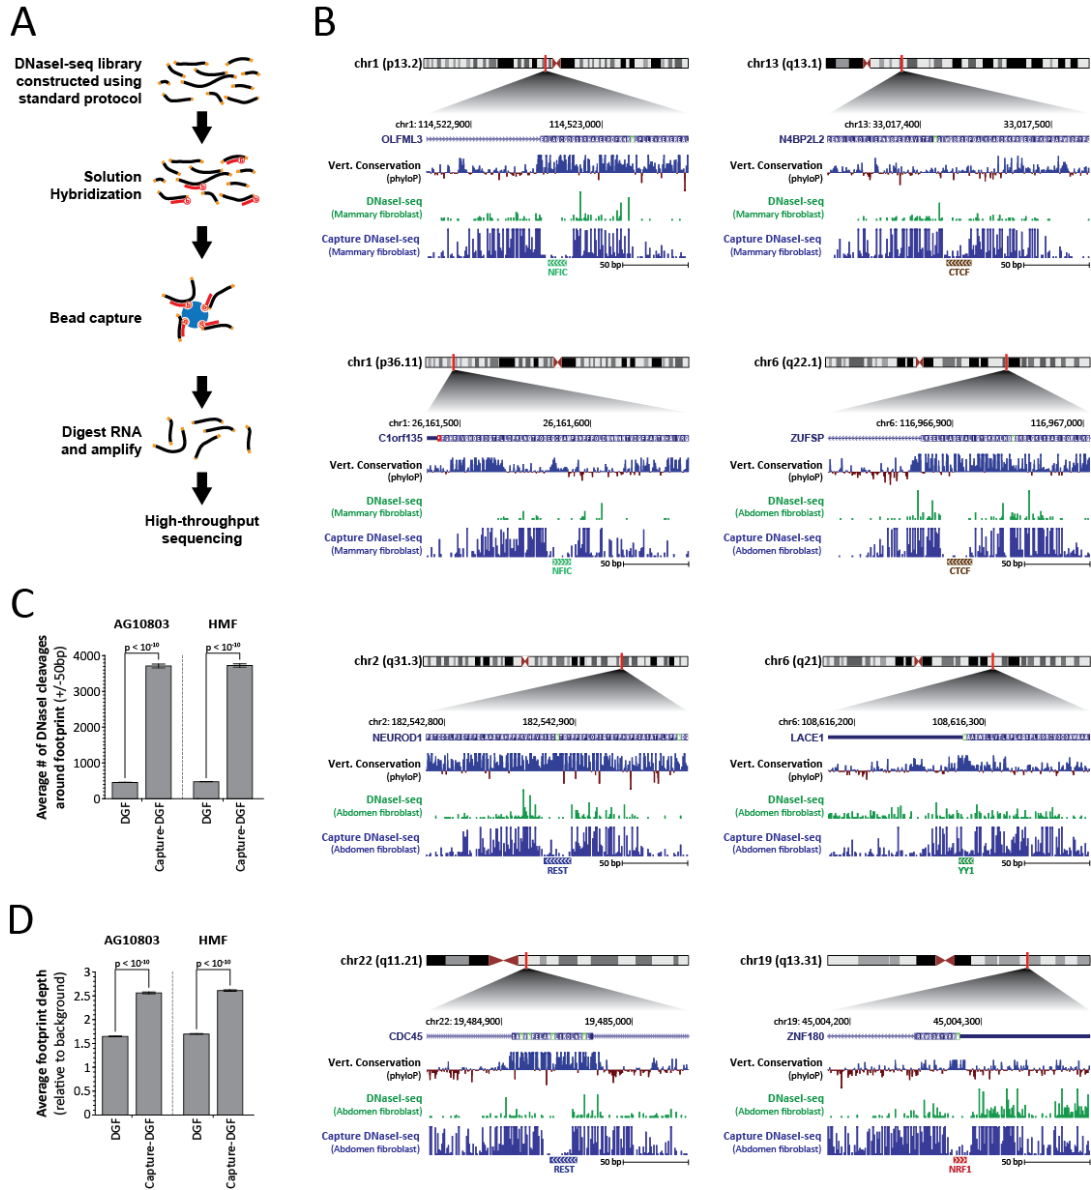 A
DNaseI-seq library
constructed using
standard protocol
Solution
Hybridization
Bead capture
Digest RNA
and amplify
High-throughput
sequencing
B
chr1 (p13.2)
chr1: 114,522,900|
114,523,000|
OLFML3
Vert. Conservation
(phyloP)
DNaseI-seq
(Mammary fibroblast)
Capture DNaseI-seq
(Mammary fibroblast)
NFIC
50 bp
chr13 (q13.1)
chr13: 33,017,400|
33,017,500|
N4BP2L2
Vert. Conservation
(phyloP)
DNaseI-seq
(Mammary fibroblast)
Capture DNaseI-seq
(Mammary fibroblast)
CTCF
50 bp
chr1 (p36.11)
chr1: 26,161,500|
26,161,600|
C1orf135
Vert. Conservation
(phyloP)
DNaseI-seq
(Mammary fibroblast)
Capture DNaseI-seq
(Mammary fibroblast)
NFIC
50 bp
chr6 (q22.1)
chr6: 116,966,900|
116,967,000|
ZUFSP
Vert. Conservation
(phyloP)
DNaseI-seq
(Abdomen fibroblast)
Capture DNaseI-seq
(Abdomen fibroblast)
CTCF
50 bp
chr2 (q31.3)
chr2: 182,542,800|
182,542,900|
NEUROD1
Vert. Conservation
(phyloP)
DNaseI-seq
(Abdomen fibroblast)
Capture DNaseI-seq
(Abdomen fibroblast)
REST
50 bp
chr6 (q21)
chr6: 108,616,200|
108,616,300|
LACE1
Vert. Conservation
(phyloP)
DNaseI-seq
(Abdomen fibroblast)
Capture DNaseI-seq
(Abdomen fibroblast)
YY1
50 bp
chr22 (q11.21)
chr22: 19,484,900|
19,485,000|
CDC45
Vert. Conservation
(phyloP)
DNaseI-seq
(Abdomen fibroblast)
Capture DNaseI-seq
(Abdomen fibroblast)
REST
50 bp
chr19 (q13.31)
chr19: 45,004,200|
45,004,300|
ZNF180
Vert. Conservation
(phyloP)
DNaseI-seq
(Abdomen fibroblast)
Capture DNaseI-seq
(Abdomen fibroblast)
NRF1
50 bp
C
AG10803
HMF
p < 10⁻¹⁰
p < 10⁻¹⁰
Average # of DNaseI cleavages
around footprint (+/-50bp)
4000
3000
2000
1000
0
DGF
Capture-DGF
DGF
Capture-DGF
D
AG10803
HMF
p < 10⁻¹⁰
p < 10⁻¹⁰
Average footprint depth
(relative to background)
3
2.5
2
1.5
1
0.5
0
DGF
Capture-DGF
DGF
Capture-DGF